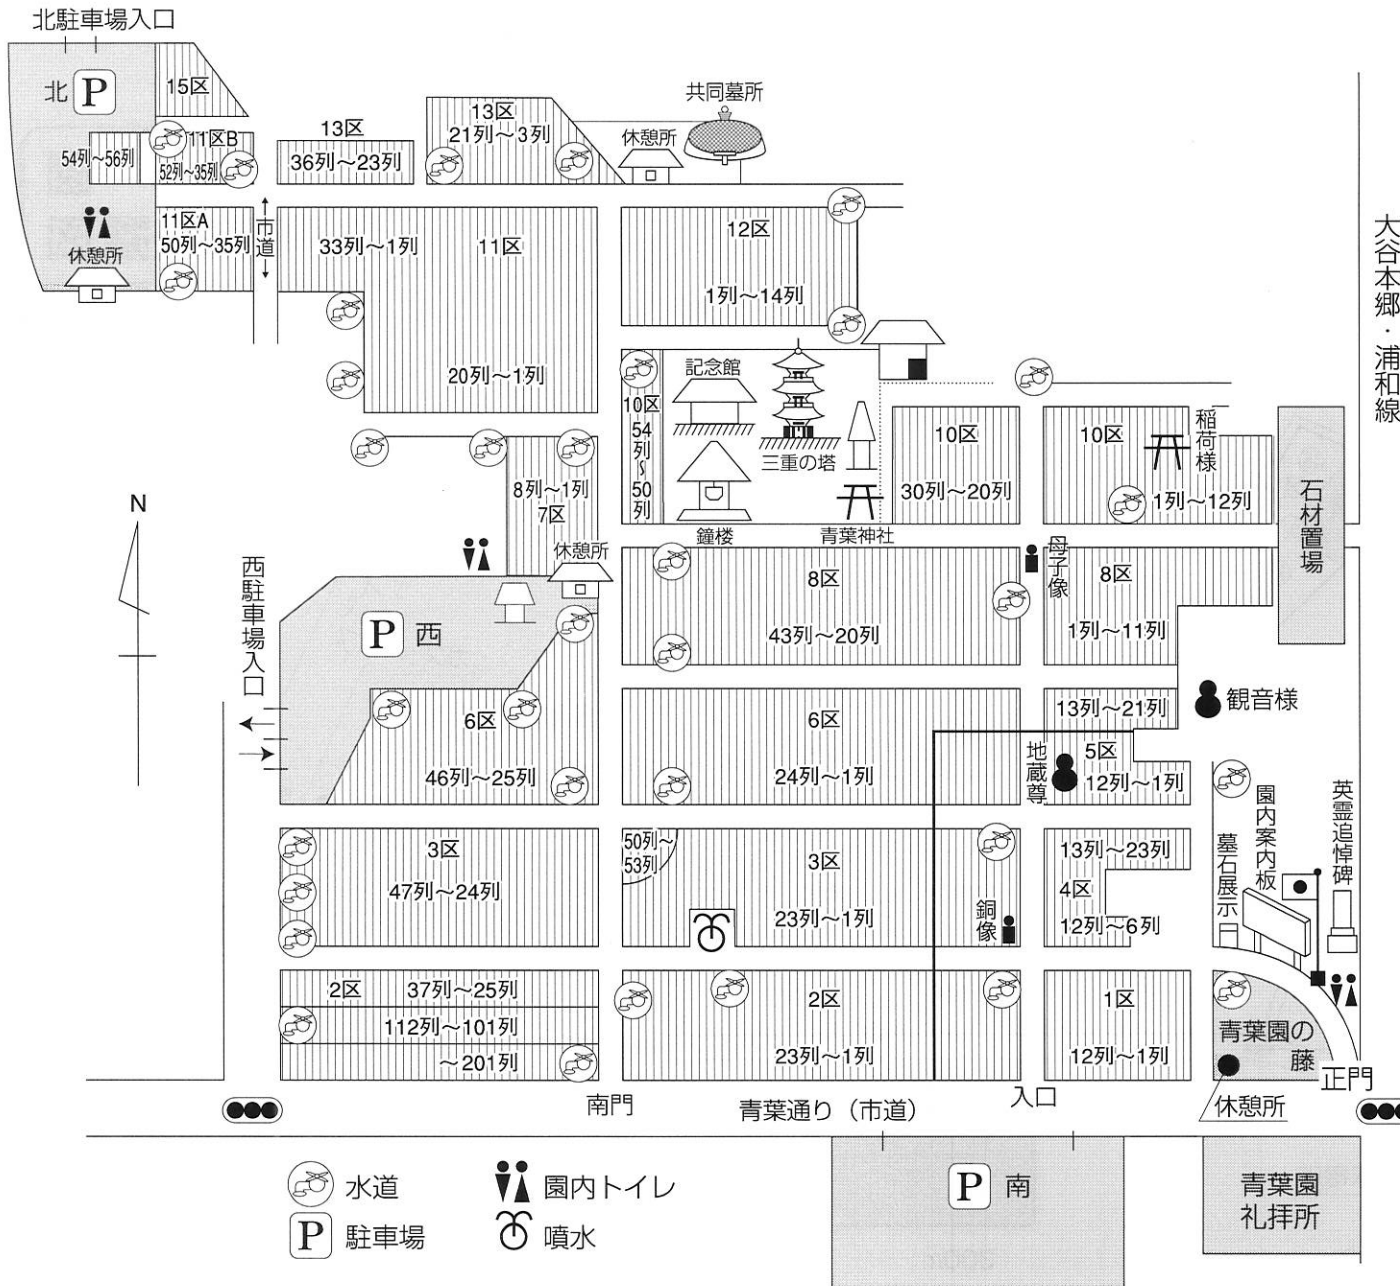 北駐車場入口
北 P
15区
11区B
54列～56列
52列～35列
13区
36列～23列
13区
21列～3列
休憩所
共同墓所
休憩所
11区A
50列～35列
市道
33列～1列
11区
20列～1列
12区
1列～14列
大谷本郷・浦和線
記念館
三重の塔
鐘楼
青葉神社
10区
54列～50列
10区
30列～20列
10区
稲荷様
1列～12列
石材置場
N
8列～1列
7区
休憩所
西駐車場入口
P 西
8区
43列～20列
母子像
8区
1列～11列
6区
46列～25列
6区
24列～1列
13列～21列
観音様
地蔵尊
5区
12列～1列
3区
47列～24列
50列～
53列
3区
23列～1列
銅像
13列～23列
4区
12列～6列
墓石展示
園内案内板
英霊追悼碑
2区 37列～25列
112列～101列
～201列
2区
23列～1列
1区
12列～1列
青葉園の
藤
正門
休憩所
南門
青葉通り（市道）
入口
水道
園内トイレ
P 駐車場
噴水
P 南
青葉園
礼拝所